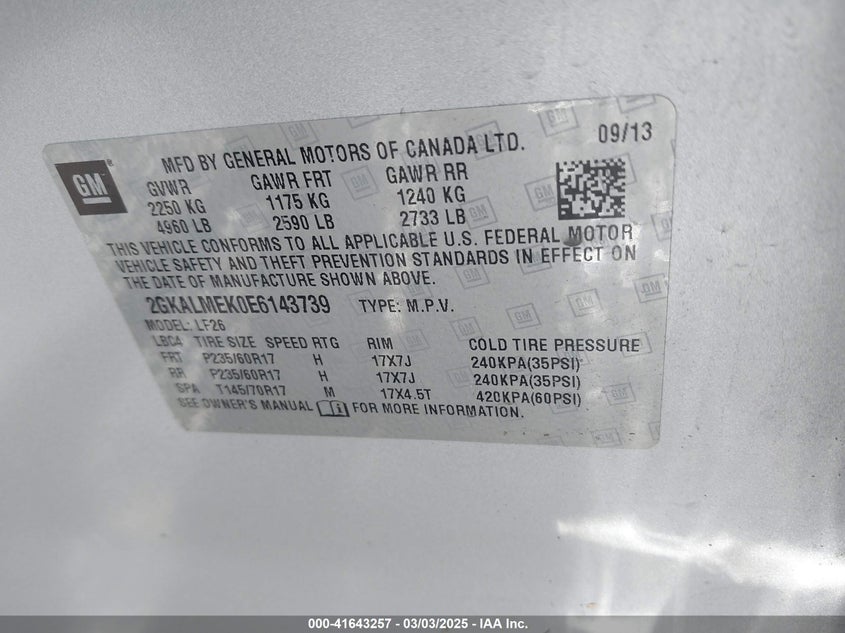 GM
MFD BY GENERAL MOTORS OF CANADA LTD.
09/13
GVWR GAWR FRT GAWR RR
2250 KG 1175 KG 1240 KG
4960 LB 2590 LB 2733 LB
THIS VEHICLE CONFORMS TO ALL APPLICABLE U.S. FEDERAL MOTOR
VEHICLE SAFETY AND THEFT PREVENTION STANDARDS IN EFFECT ON
THE DATE OF MANUFACTURE SHOWN ABOVE.
2GKALMEK0E6143739 TYPE: M.P.V.
MODEL: LF26
LBC4 TIRE SIZE SPEED RTG RIM COLD TIRE PRESSURE
FRT P235/60R17 H 17X7J 240KPA(35PSI)
RR P235/60R17 H 17X7J 240KPA(35PSI)
SPA T145/70R17 M 17X4.5T 420KPA(60PSI)
SEE OWNER'S MANUAL FOR MORE INFORMATION.
000-41643257 - 03/03/2025 - IAA Inc.